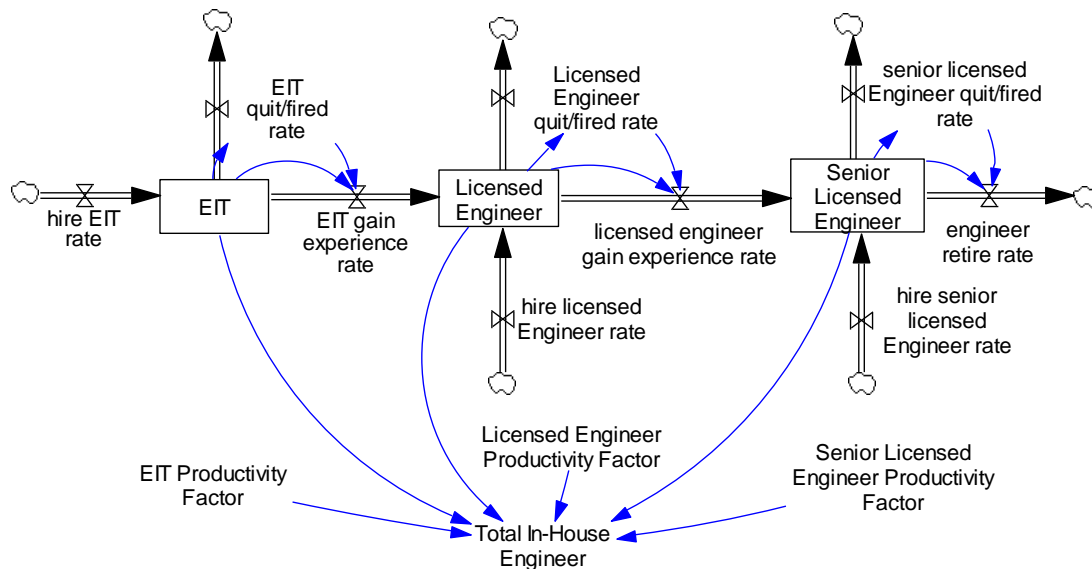 EIT
quit/fired
rate
Licensed
Engineer
quit/fired rate
senior licensed
Engineer quit/fired
rate
hire EIT
rate
EIT
EIT gain
experience
rate
Licensed
Engineer
licensed engineer
gain experience rate
Senior
Licensed
Engineer
engineer
retire rate
hire licensed
Engineer rate
hire senior
licensed
Engineer rate
EIT Productivity
Factor
Licensed Engineer
Productivity Factor
Senior Licensed
Engineer Productivity
Factor
Total In-House
Engineer